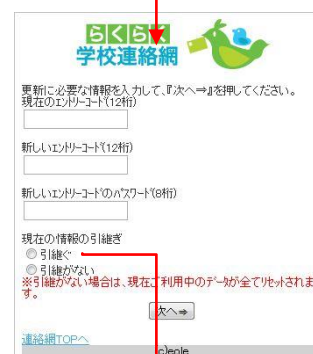 らくらく
学校連絡網
更新に必要な情報を入力して、『次へ⇒』を押してください。
現在のエントリーコード(12桁)
新しいエントリーコード(12桁)
新しいエントリーコードのパスワード(8桁)
現在の情報の引継ぎ
引継ぐ
引継がない
※引継がない場合は、現在ご利用中のデータが全てリセットされま
す。
次へ⇒
連絡網TOPへ
(c)eole